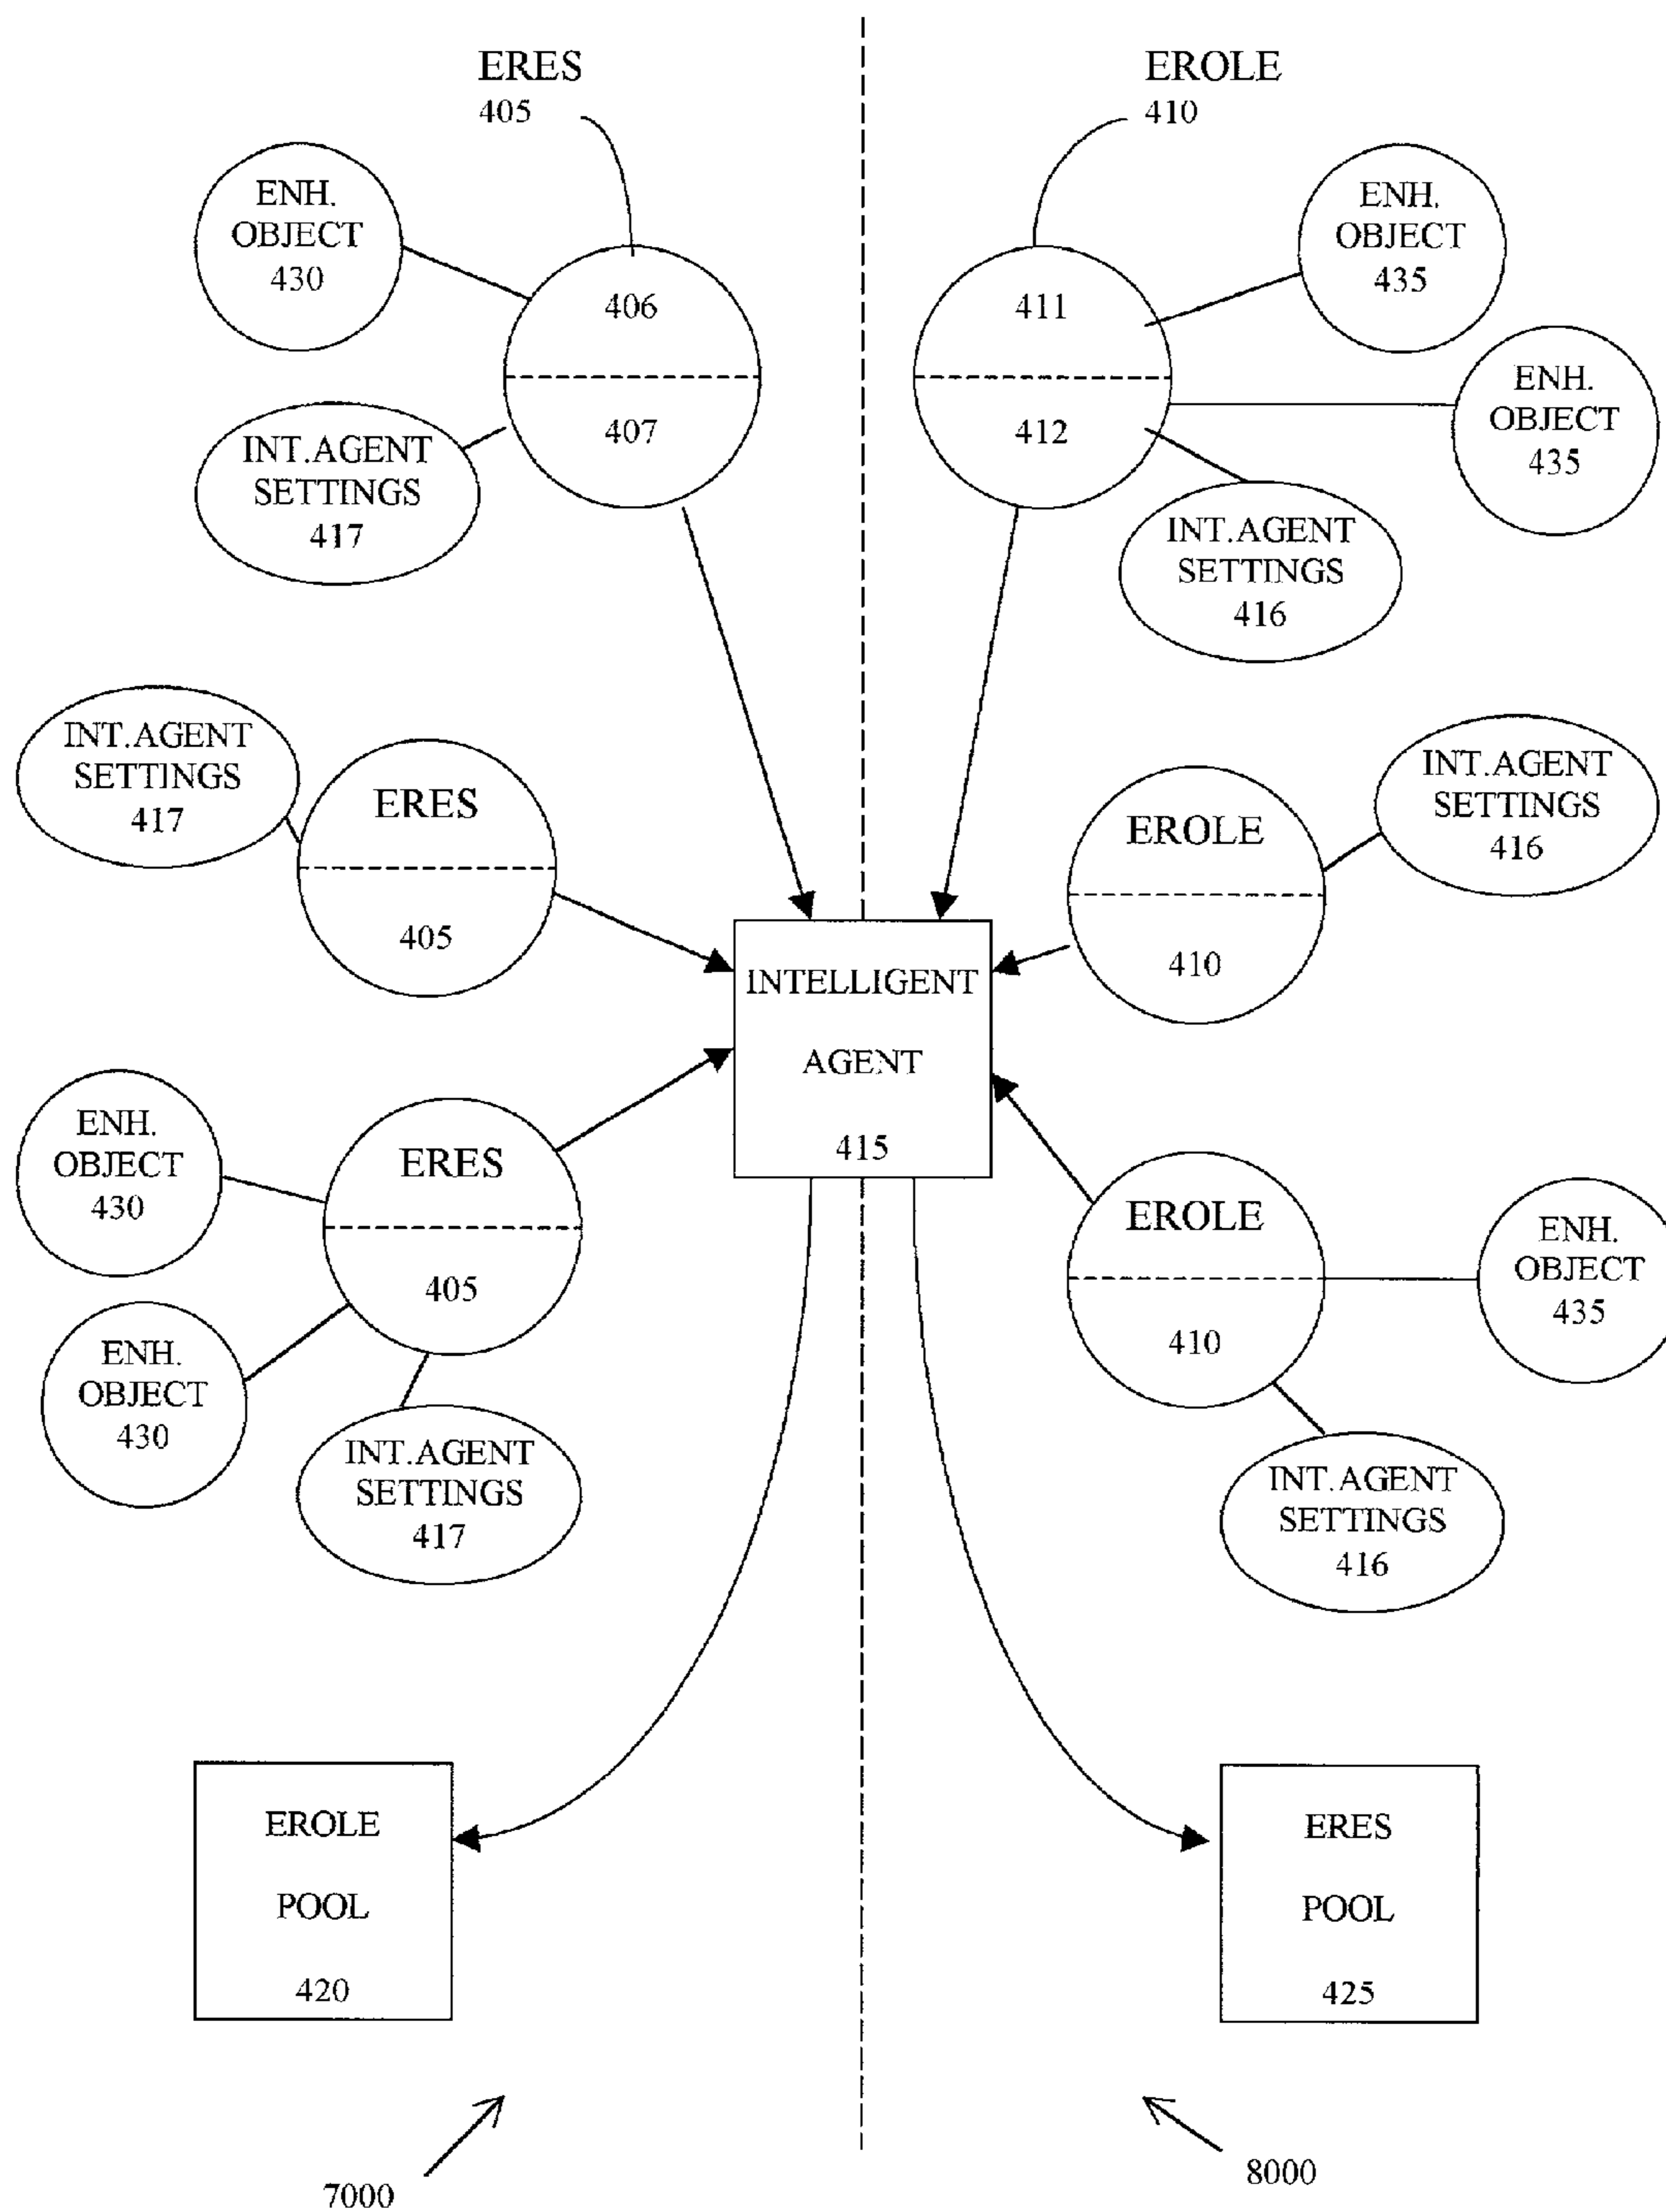 ERES
405
EROLE
410
ENH.
OBJECT
430
406
407
INT.AGENT
SETTINGS
417
411
412
ENH.
OBJECT
435
ENH.
OBJECT
435
INT.AGENT
SETTINGS
416
INT.AGENT
SETTINGS
417
ERES
405
EROLE
410
INT.AGENT
SETTINGS
416
INTELLIGENT
AGENT
415
ENH.
OBJECT
430
ERES
405
ENH.
OBJECT
430
INT.AGENT
SETTINGS
417
EROLE
410
ENH.
OBJECT
435
INT.AGENT
SETTINGS
416
EROLE
POOL
420
ERES
POOL
425
7000
8000